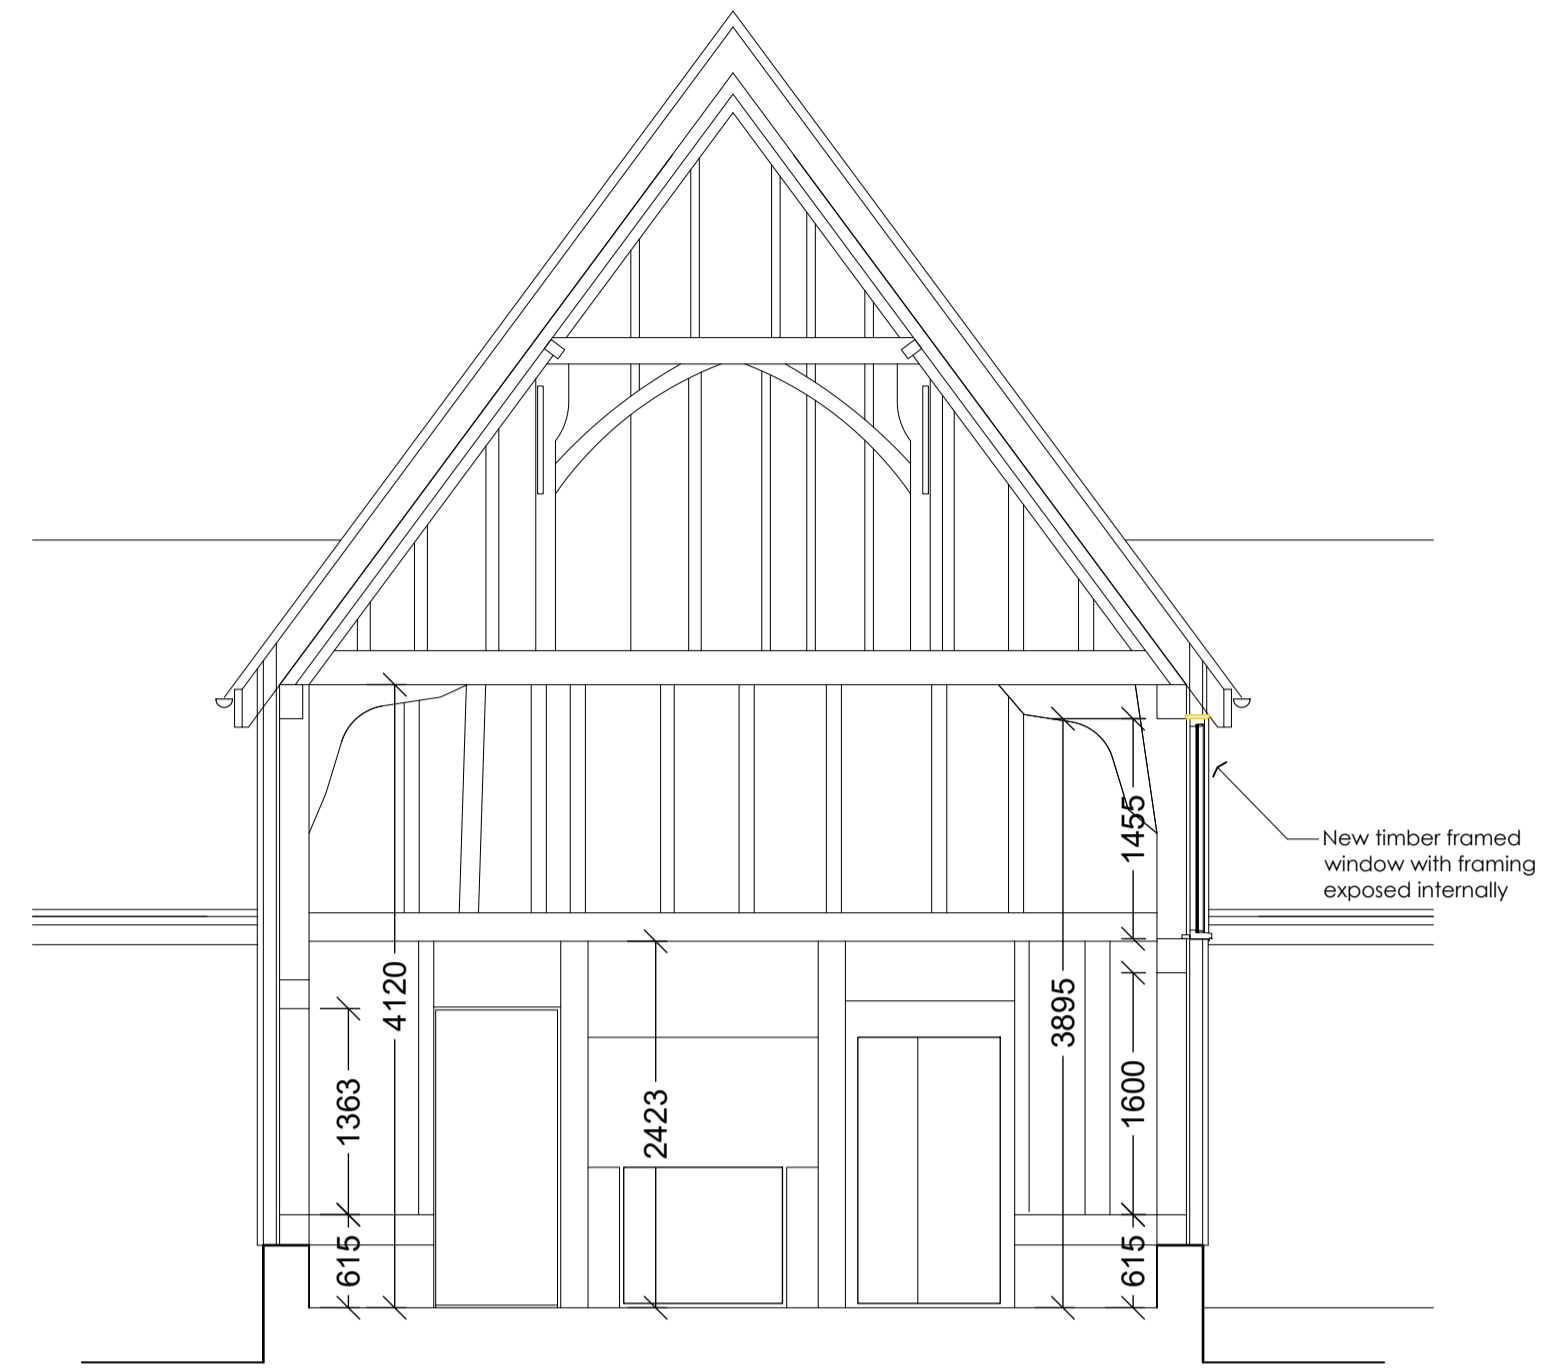 1455
New timber framed
window with framing
exposed internally
4120
3895
1363
2423
1600
615
615